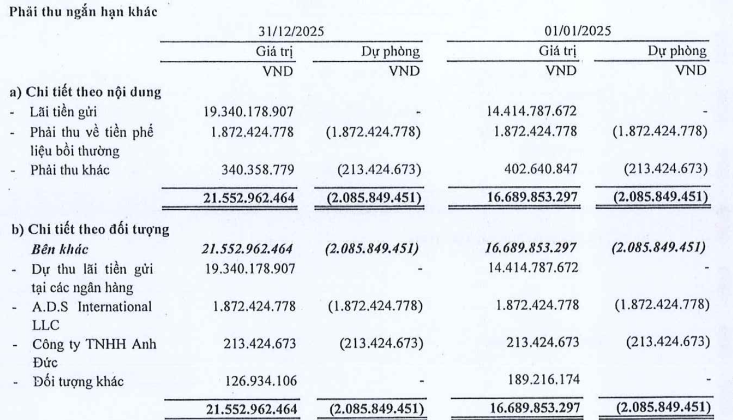 Phải thu ngắn hạn khác
31/12/2025 01/01/2025
Giá trị Dự phòng Giá trị Dự phòng
VND VND VND VND
a) Chi tiết theo nội dung
- Lãi tiền gửi 19.340.178.907 - 14.414.787.672 -
- Phải thu về tiền phế 1.872.424.778 (1.872.424.778) 1.872.424.778 (1.872.424.778)
liệu bồi thường
- Phải thu khác 340.358.779 (213.424.673) 402.640.847 (213.424.673)
21.552.962.464 (2.085.849.451) 16.689.853.297 (2.085.849.451)
b) Chi tiết theo đối tượng
Bên khác 21.552.962.464 (2.085.849.451) 16.689.853.297 (2.085.849.451)
- Dự thu lãi tiền gửi 19.340.178.907 - 14.414.787.672 -
tại các ngân hàng
- A.D.S International 1.872.424.778 (1.872.424.778) 1.872.424.778 (1.872.424.778)
LLC
- Công ty TNHH Anh 213.424.673 (213.424.673) 213.424.673 (213.424.673)
Đức
- Đối tượng khác 126.934.106 - 189.216.174 -
21.552.962.464 (2.085.849.451) 16.689.853.297 (2.085.849.451)